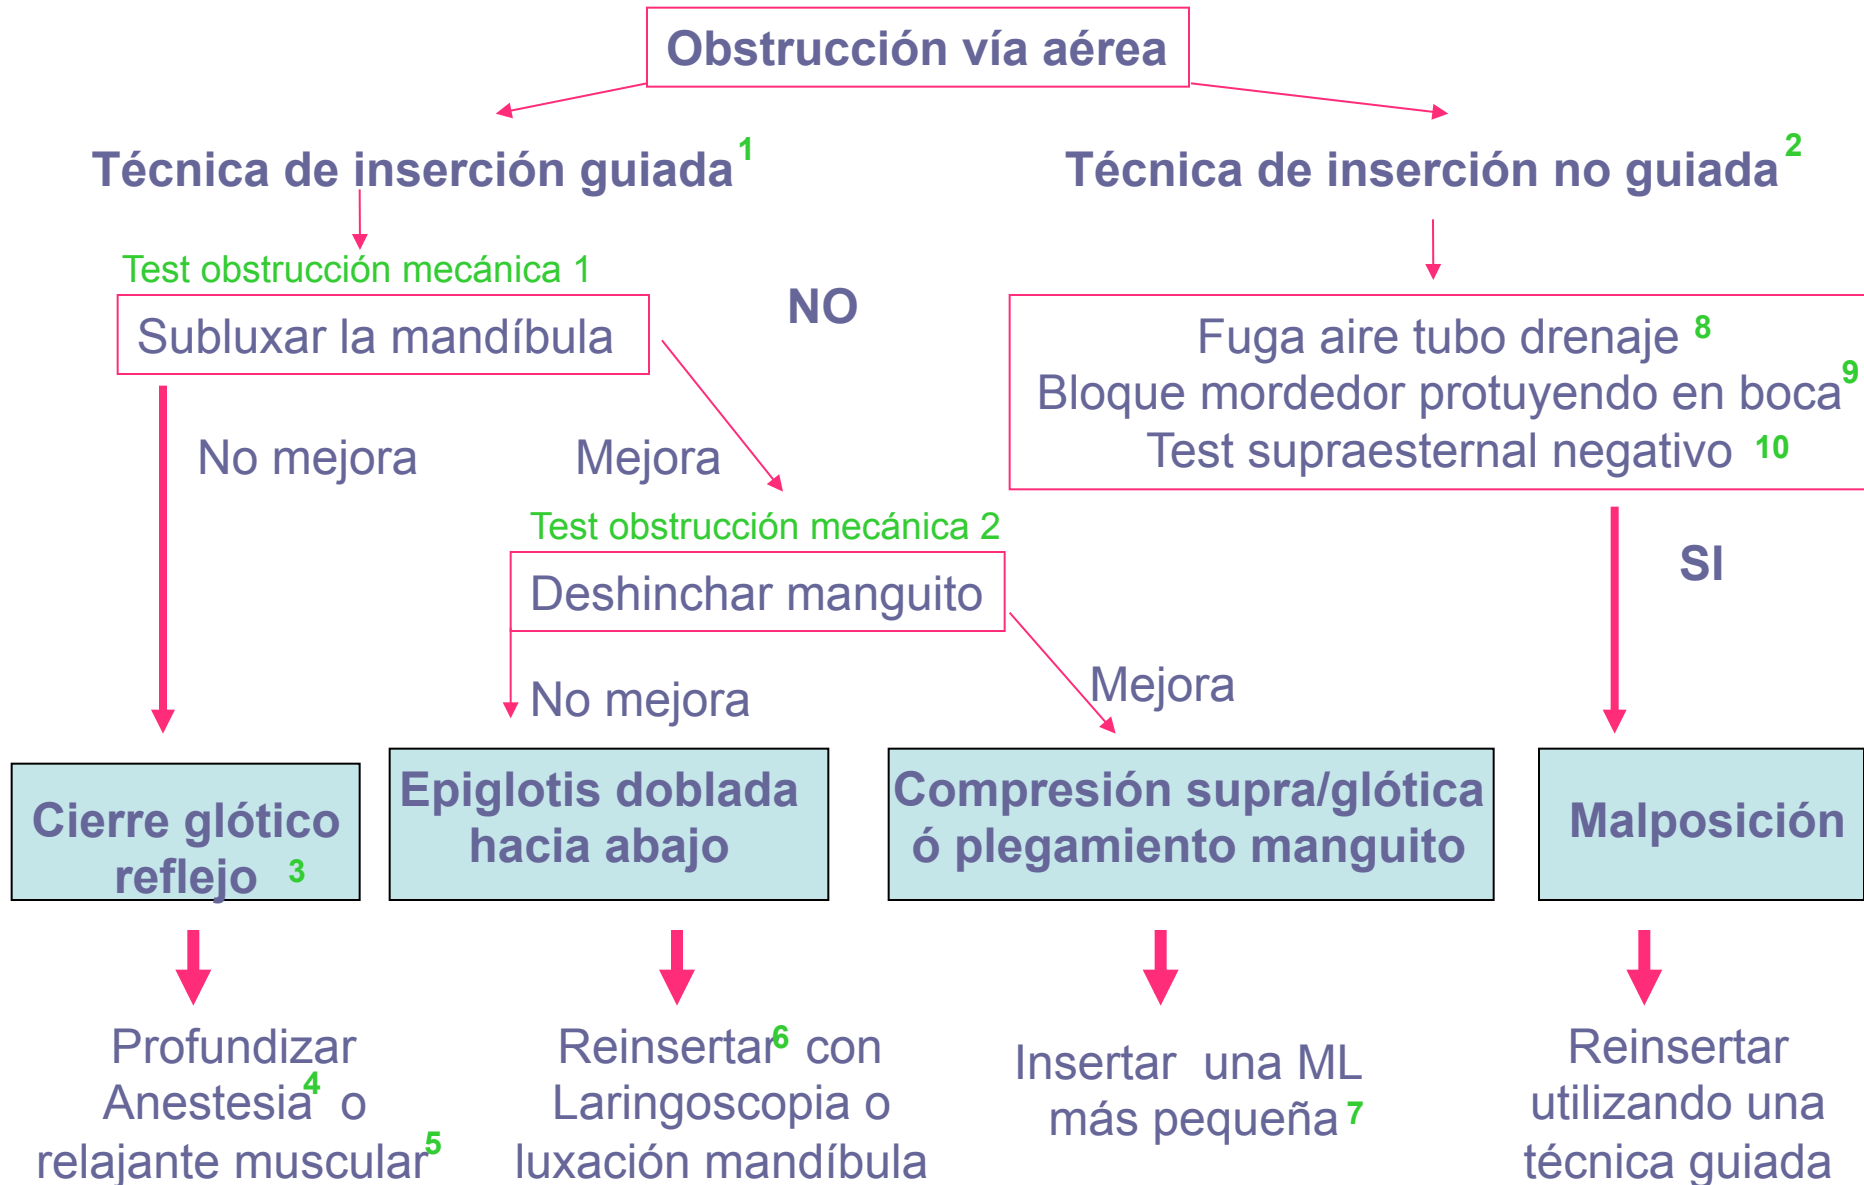 Obstrucción vía aérea
Técnica de inserción guiada 1
Técnica de inserción no guiada 2
Test obstrucción mecánica 1
Subluxar la mandíbula
NO
Fuga aire tubo drenaje 8
Bloque mordedor protuyendo en boca 9
Test supraesternal negativo 10
No mejora
Mejora
Test obstrucción mecánica 2
Deshinchar manguito
SI
No mejora
Mejora
Cierre glótico
reflejo 3
Epiglotis doblada
hacia abajo
Compresión supra/glótica
ó plegamiento manguito
Malposición
Profundizar
Anestesia 4 o
relajante muscular 5
Reinsertar 6 con
Laringoscopia o
luxación mandíbula
Insertar una ML
más pequeña 7
Reinsertar
utilizando una
técnica guiada